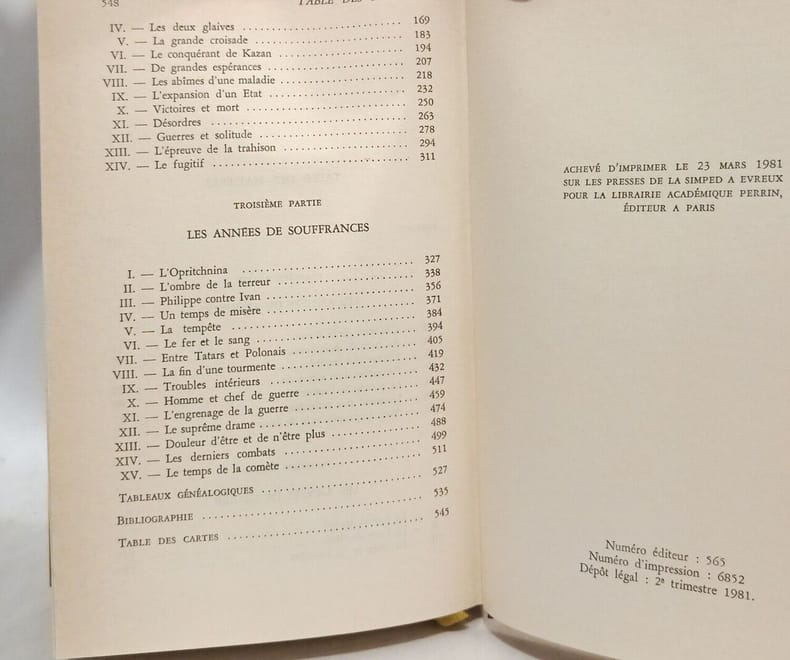 548
TABLE DES
IV. — Les deux glaives ........ 169
V. — La grande croisade ........ 183
VI. — Le conquérant de Kazan ........ 194
VII. — De grandes espérances ........ 207
VIII. — Les abîmes d'une maladie ........ 218
IX. — L'expansion d'un Etat ........ 232
X. — Victoires et mort ........ 250
XI. — Désordres ........ 263
XII. — Guerres et solitude ........ 278
XIII. — L'épreuve de la trahison ........ 294
XIV. — Le fugitif ........ 311
TROISIÈME PARTIE
LES ANNÉES DE SOUFFRANCES
I. — L'Opritchnina ........ 327
II. — L'ombre de la terreur ........ 338
III. — Philippe contre Ivan ........ 356
IV. — Un temps de misère ........ 371
V. — La tempête ........ 384
VI. — Le fer et le sang ........ 394
VII. — Entre Tatars et Polonais ........ 405
VIII. — La fin d'une tourmente ........ 419
IX. — Troubles intérieurs ........ 432
X. — Homme et chef de guerre ........ 447
XI. — L'engrenage de la guerre ........ 459
XII. — Le suprême drame ........ 474
XIII. — Douleur d'être et de n'être plus ........ 488
XIV. — Les derniers combats ........ 499
XV. — Le temps de la comète ........ 511
TABLEAUX GÉNÉALOGIQUES ........ 527
BIBLIOGRAPHIE ........ 535
TABLE DES CARTES ........ 545
ACHEVÉ D'IMPRIMER LE 23 MARS 1981
SUR LES PRESSES DE LA SIMPED A EVREUX
POUR LA LIBRAIRIE ACADÉMIQUE PERRIN,
ÉDITEUR A PARIS
Numéro éditeur : 565
Numéro d'impression : 6852
Dépôt légal : 2e trimestre 1981.